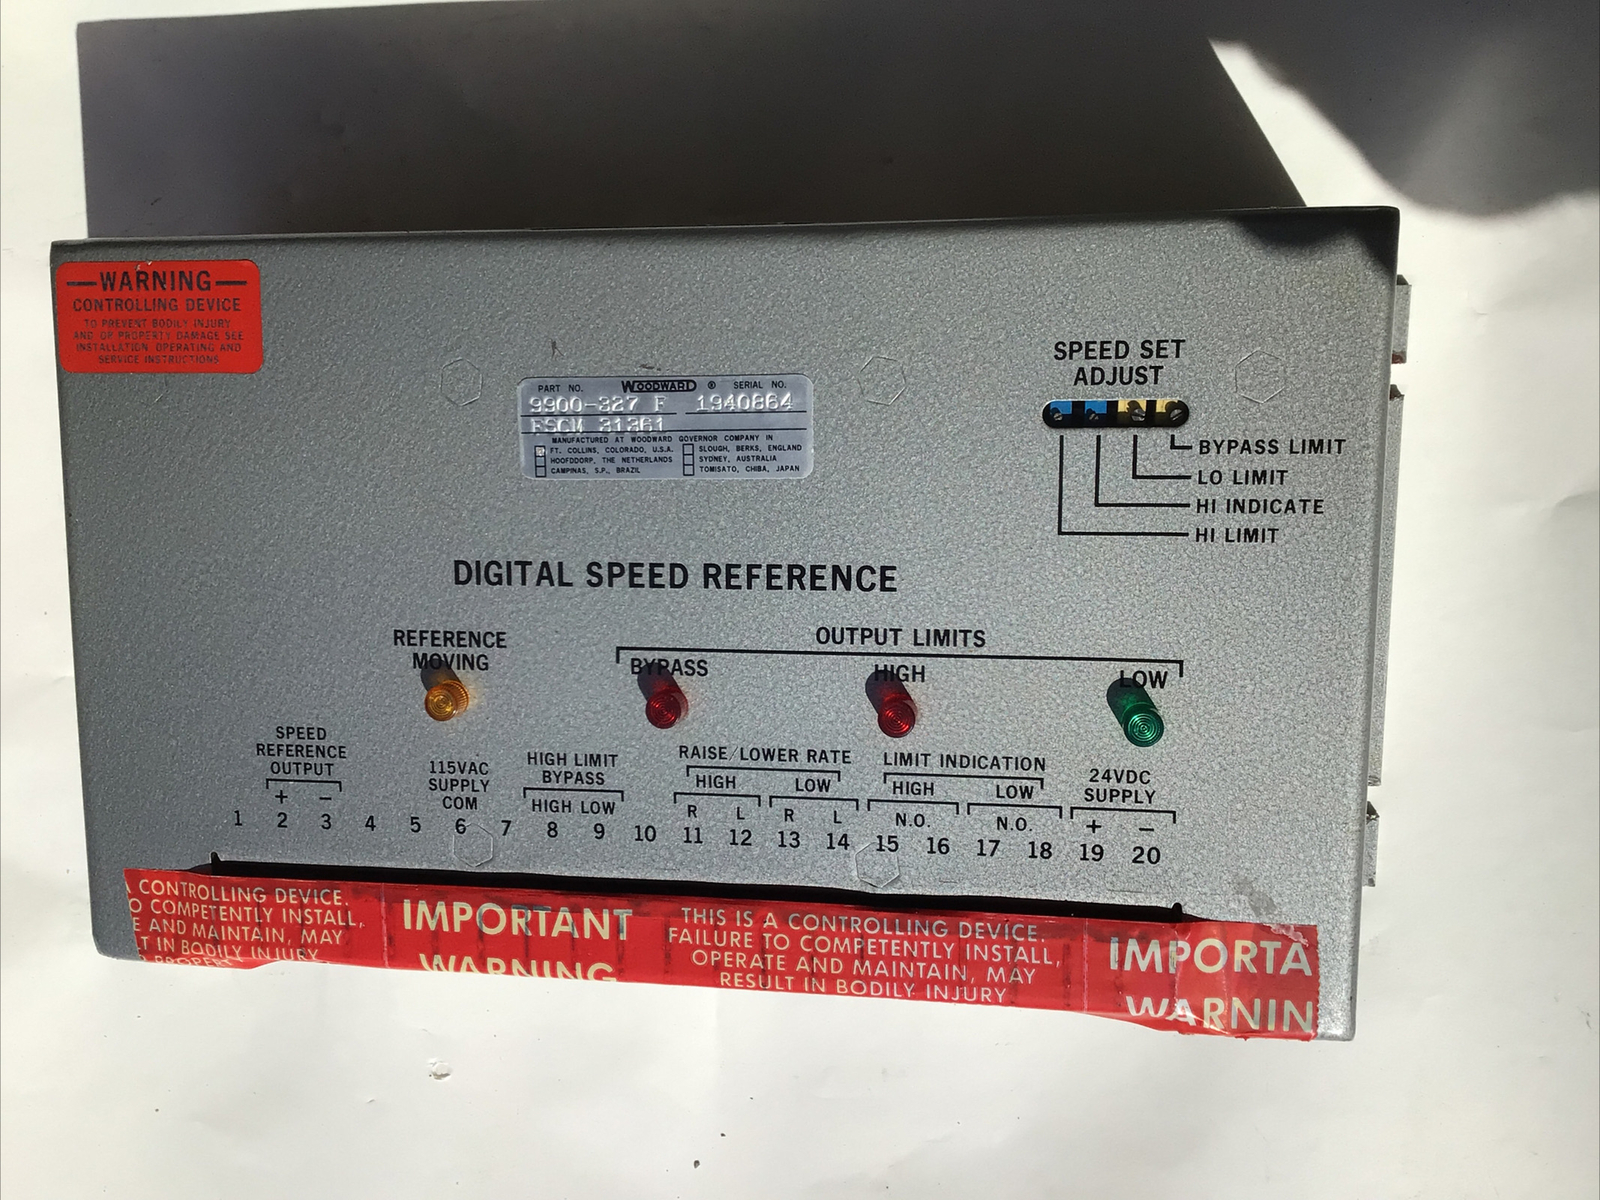 WARNING
CONTROLLING DEVICE
TO PREVENT BODILY INJURY
AND OR PROPERTY DAMAGE SEE
INSTALLATION, OPERATING AND
SERVICE INSTRUCTIONS
PART NO. WOODWARD ® SERIAL NO.
9900-327 F 1940864
FSCM 31361
MANUFACTURED AT WOODWARD GOVERNOR COMPANY IN
FT. COLLINS, COLORADO, U.S.A. SLOUGH, BERKS, ENGLAND
HOOFDDORP, THE NETHERLANDS SYDNEY, AUSTRALIA
CAMPINAS, S.P., BRAZIL TOMISATO, CHIBA, JAPAN
SPEED SET
ADJUST
BYPASS LIMIT
LO LIMIT
HI INDICATE
HI LIMIT
DIGITAL SPEED REFERENCE
REFERENCE
MOVING
OUTPUT LIMITS
BYPASS HIGH LOW
SPEED
REFERENCE
OUTPUT
+ −
115VAC
SUPPLY
COM
HIGH LIMIT
BYPASS
HIGH LOW
RAISE/LOWER RATE
HIGH LOW
R L R L
LIMIT INDICATION
HIGH LOW
N.O. N.O.
24VDC
SUPPLY
+ −
1 2 3 4 5 6 7 8 9 10 11 12 13 14 15 16 17 18 19 20
A CONTROLLING DEVICE.
O COMPETENTLY INSTALL,
E AND MAINTAIN, MAY
LT IN BODILY INJURY
IMPORTANT
WARNING
THIS IS A CONTROLLING DEVICE.
FAILURE TO COMPETENTLY INSTALL,
OPERATE AND MAINTAIN, MAY
RESULT IN BODILY INJURY
IMPORTA
WARNIN